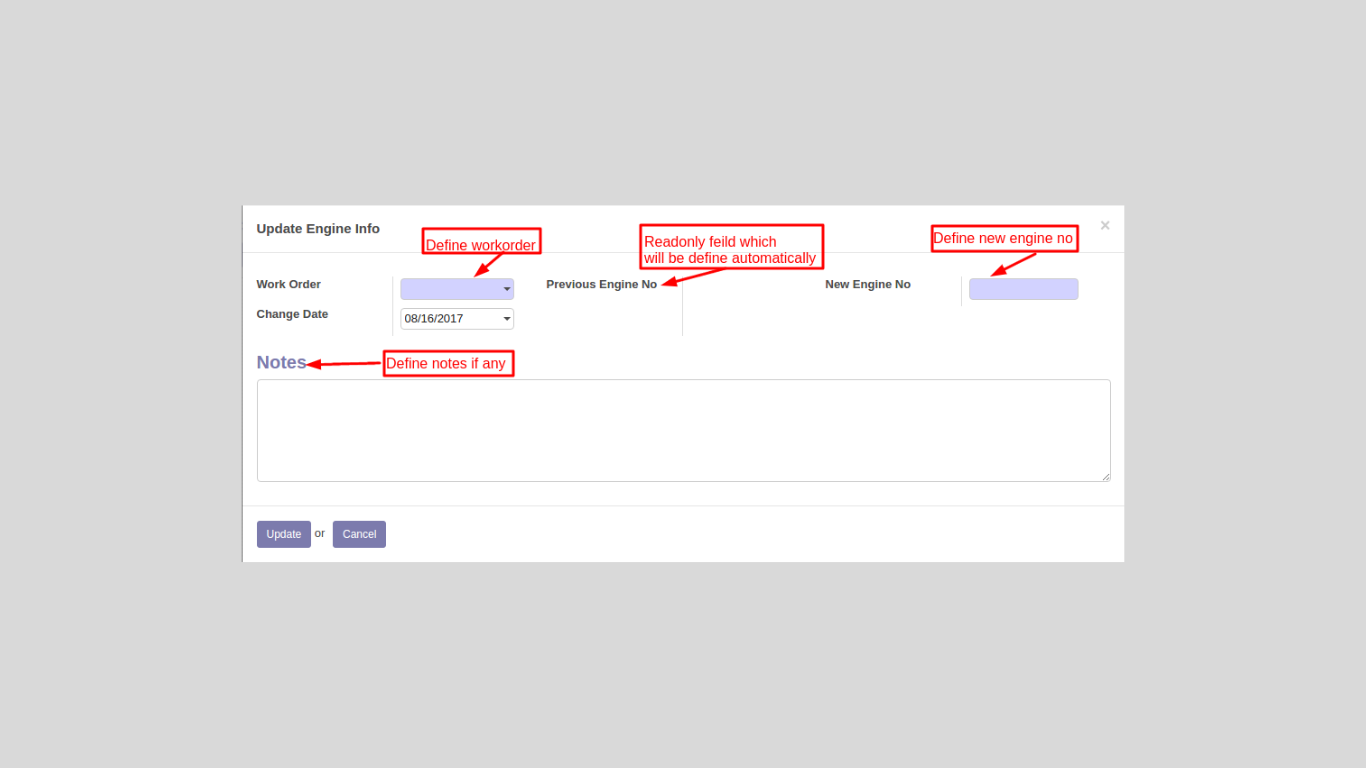 Update Engine Info
×
Define workorder
Readonly feild which
will be define automatically
Define new engine no
Work Order
Previous Engine No
New Engine No
Change Date
08/16/2017
Notes
Define notes if any
Update or Cancel